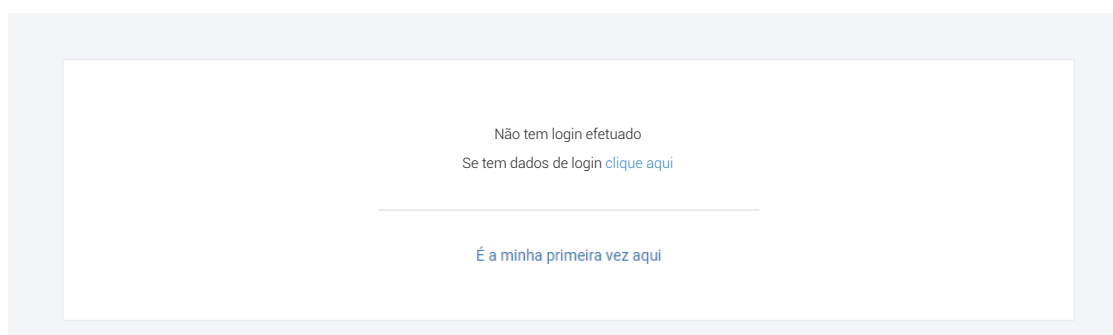 Não tem login efetuado
Se tem dados de login clique aqui
É a minha primeira vez aqui